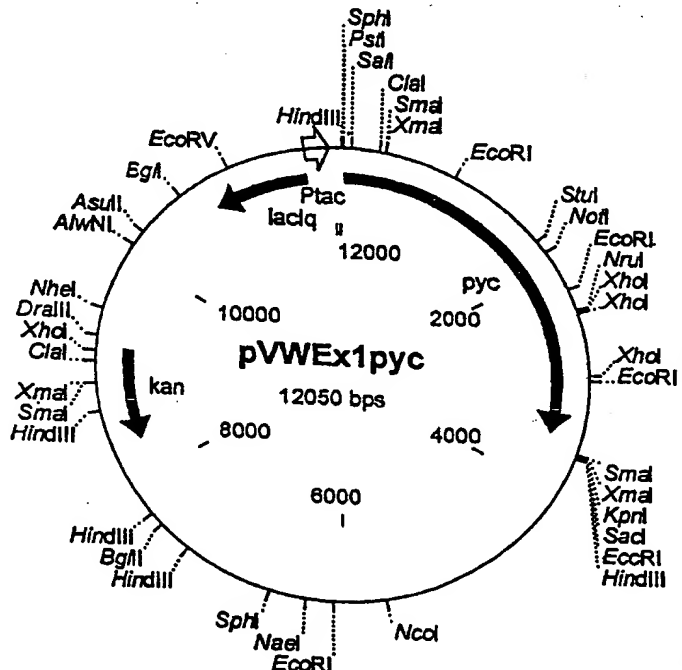 SphI
PstI
SalI
ClaI
SmaI
XmaI
HindIII
EcoRV
BglI
AsuII
AlwNI
EcoRI
StuI
NotI
EcoRI
NruI
XhoI
XhoI
Ptac
lacIq
12000
pyc
2000
10000
NheI
DraIII
XhoI
ClaI
pVWEx1pyc
12050 bps
XhoI
EcoRI
kan
XmaI
SmaI
HindIII
8000
4000
6000
SmaI
XmaI
KpnI
SacI
EcoRI
HindIII
HindIII
BglII
HindIII
SphI
NaeI
EcoRI
NcoI